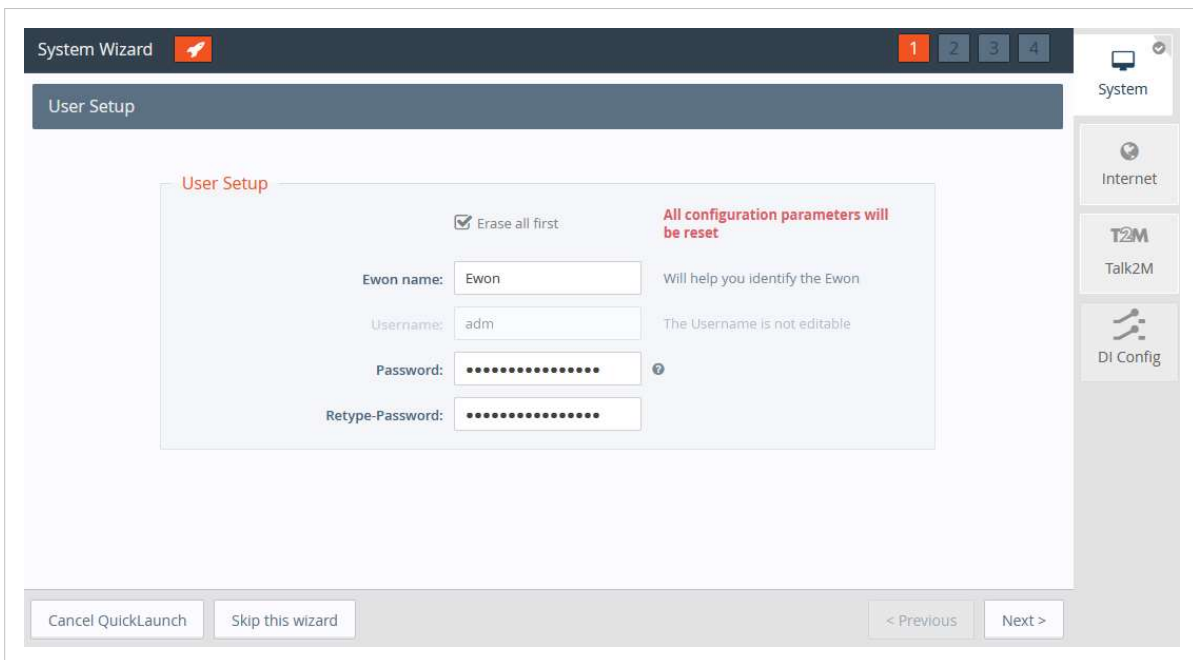 System Wizard
1 2 3 4
System
User Setup
Internet
T2M
Talk2M
DI Config
User Setup
Erase all first
All configuration parameters will
be reset
Ewon name:
Ewon
Will help you identify the Ewon
Username:
adm
The Username is not editable
Password:
••••••••••••••••
Retype-Password:
••••••••••••••••
Cancel QuickLaunch
Skip this wizard
< Previous
Next >